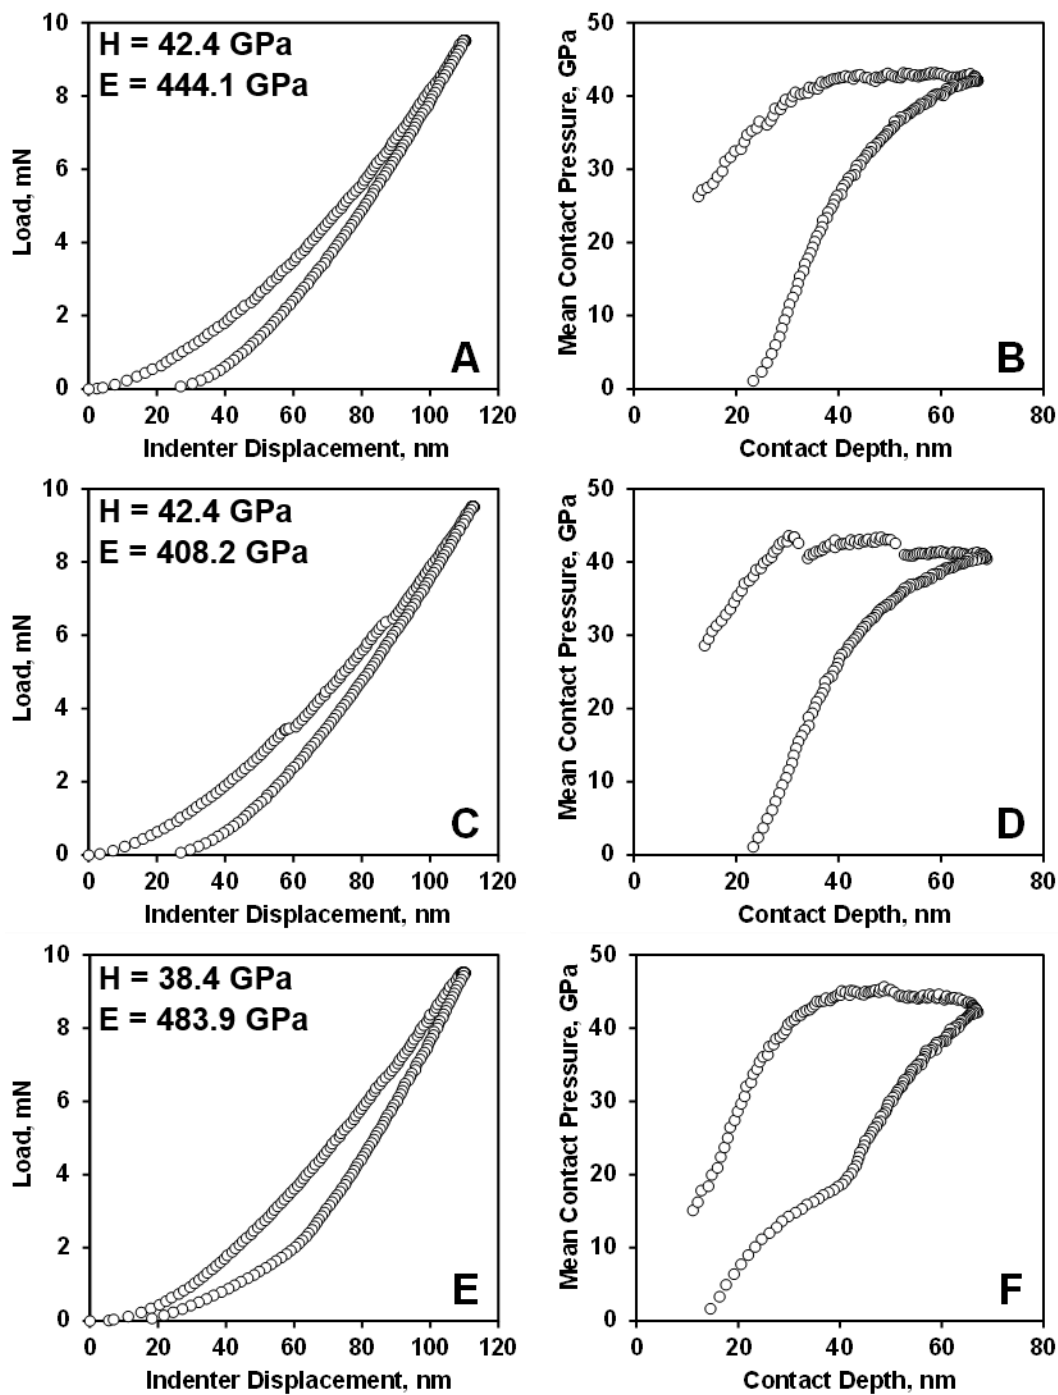 10
8
6
4
2
0
Load, mN
H = 42.4 GPa
E = 444.1 GPa
A
0 20 40 60 80 100 120
Indenter Displacement, nm
50
40
30
20
10
0
Mean Contact Pressure, GPa
B
0 20 40 60 80
Contact Depth, nm
10
8
6
4
2
0
Load, mN
H = 42.4 GPa
E = 408.2 GPa
C
0 20 40 60 80 100 120
Indenter Displacement, nm
50
40
30
20
10
0
Mean Contact Pressure, GPa
D
0 20 40 60 80
Contact Depth, nm
10
8
6
4
2
0
Load, mN
H = 38.4 GPa
E = 483.9 GPa
E
0 20 40 60 80 100 120
Indenter Displacement, nm
50
40
30
20
10
0
Mean Contact Pressure, GPa
F
0 20 40 60 80
Contact Depth, nm